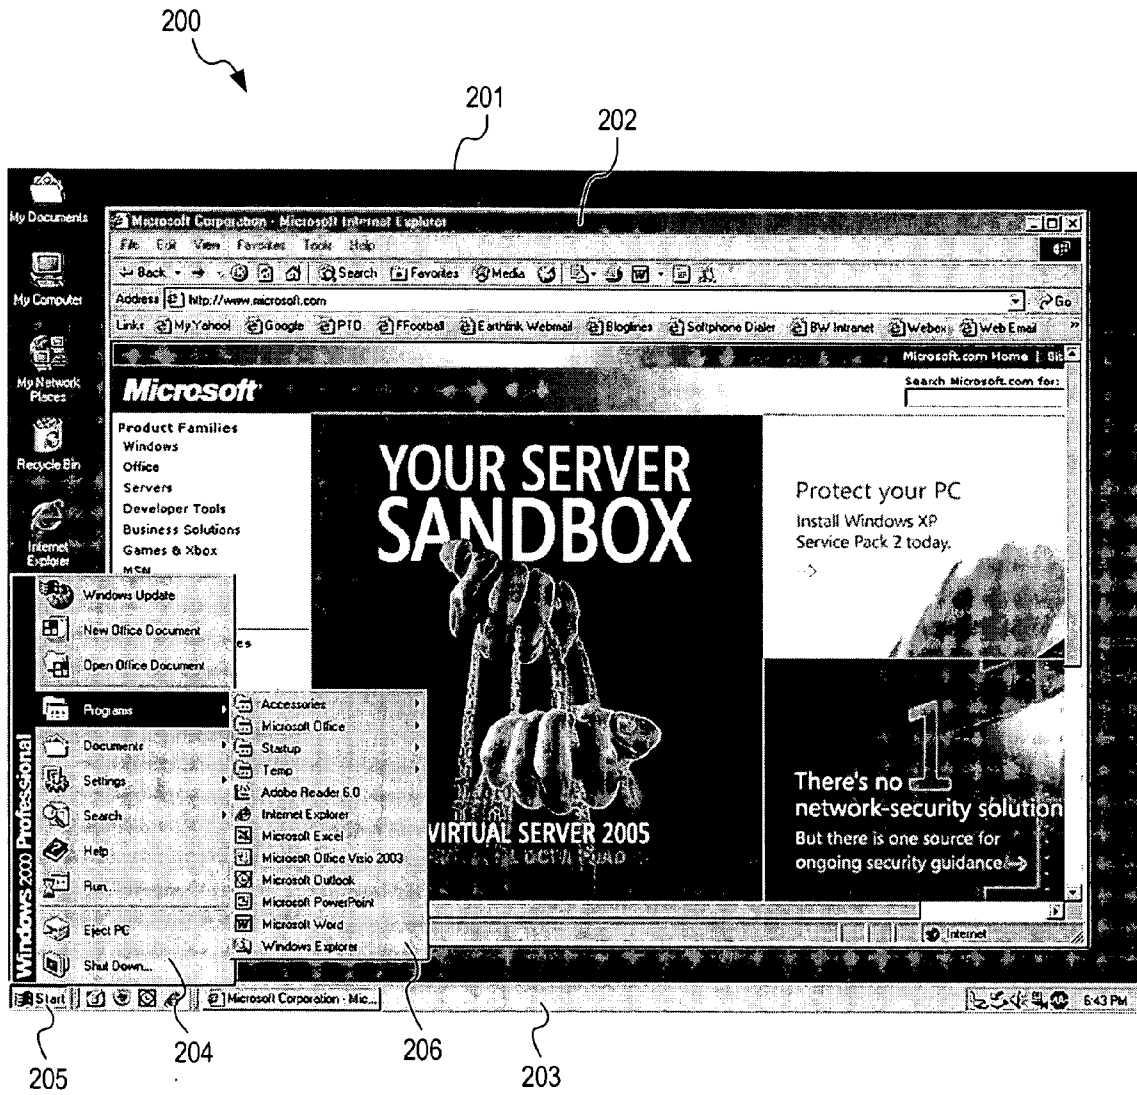 200
201
202
My Documents
My Computer
My Network
Places
Recycle Bin
Internet
Explorer
Microsoft Corporation - Microsoft Internet Explorer
File Edit View Favorites Tools Help
Back Search Favorites Media
Address http://www.microsoft.com Go
Links My Yahoo! Google PTO FFootball Earthlink Webmail Bloglines Softphone Dialer BW Intranet Webex Web Email »
Microsoft.com Home | Sit
Microsoft
Search Microsoft.com for:
Product Families
Windows
Office
Servers
Developer Tools
Business Solutions
Games & Xbox
MSN
es
YOUR SERVER
SANDBOX
VIRTUAL SERVER 2005
Protect your PC
Install Windows XP
Service Pack 2 today.
There's no 1
network-security solution
But there is one source for
ongoing security guidance
Windows 2000 Professional
Windows Update
New Office Document
Open Office Document
Programs
Documents
Settings
Search
Help
Run...
Eject PC
Shut Down...
Accessories
Microsoft Office
Startup
Temp
Adobe Reader 6.0
Internet Explorer
Microsoft Excel
Microsoft Office Visio 2003
Microsoft Outlook
Microsoft PowerPoint
Microsoft Word
Windows Explorer
Internet
Start
Microsoft Corporation - Mic...
6:43 PM
205
204
206
203